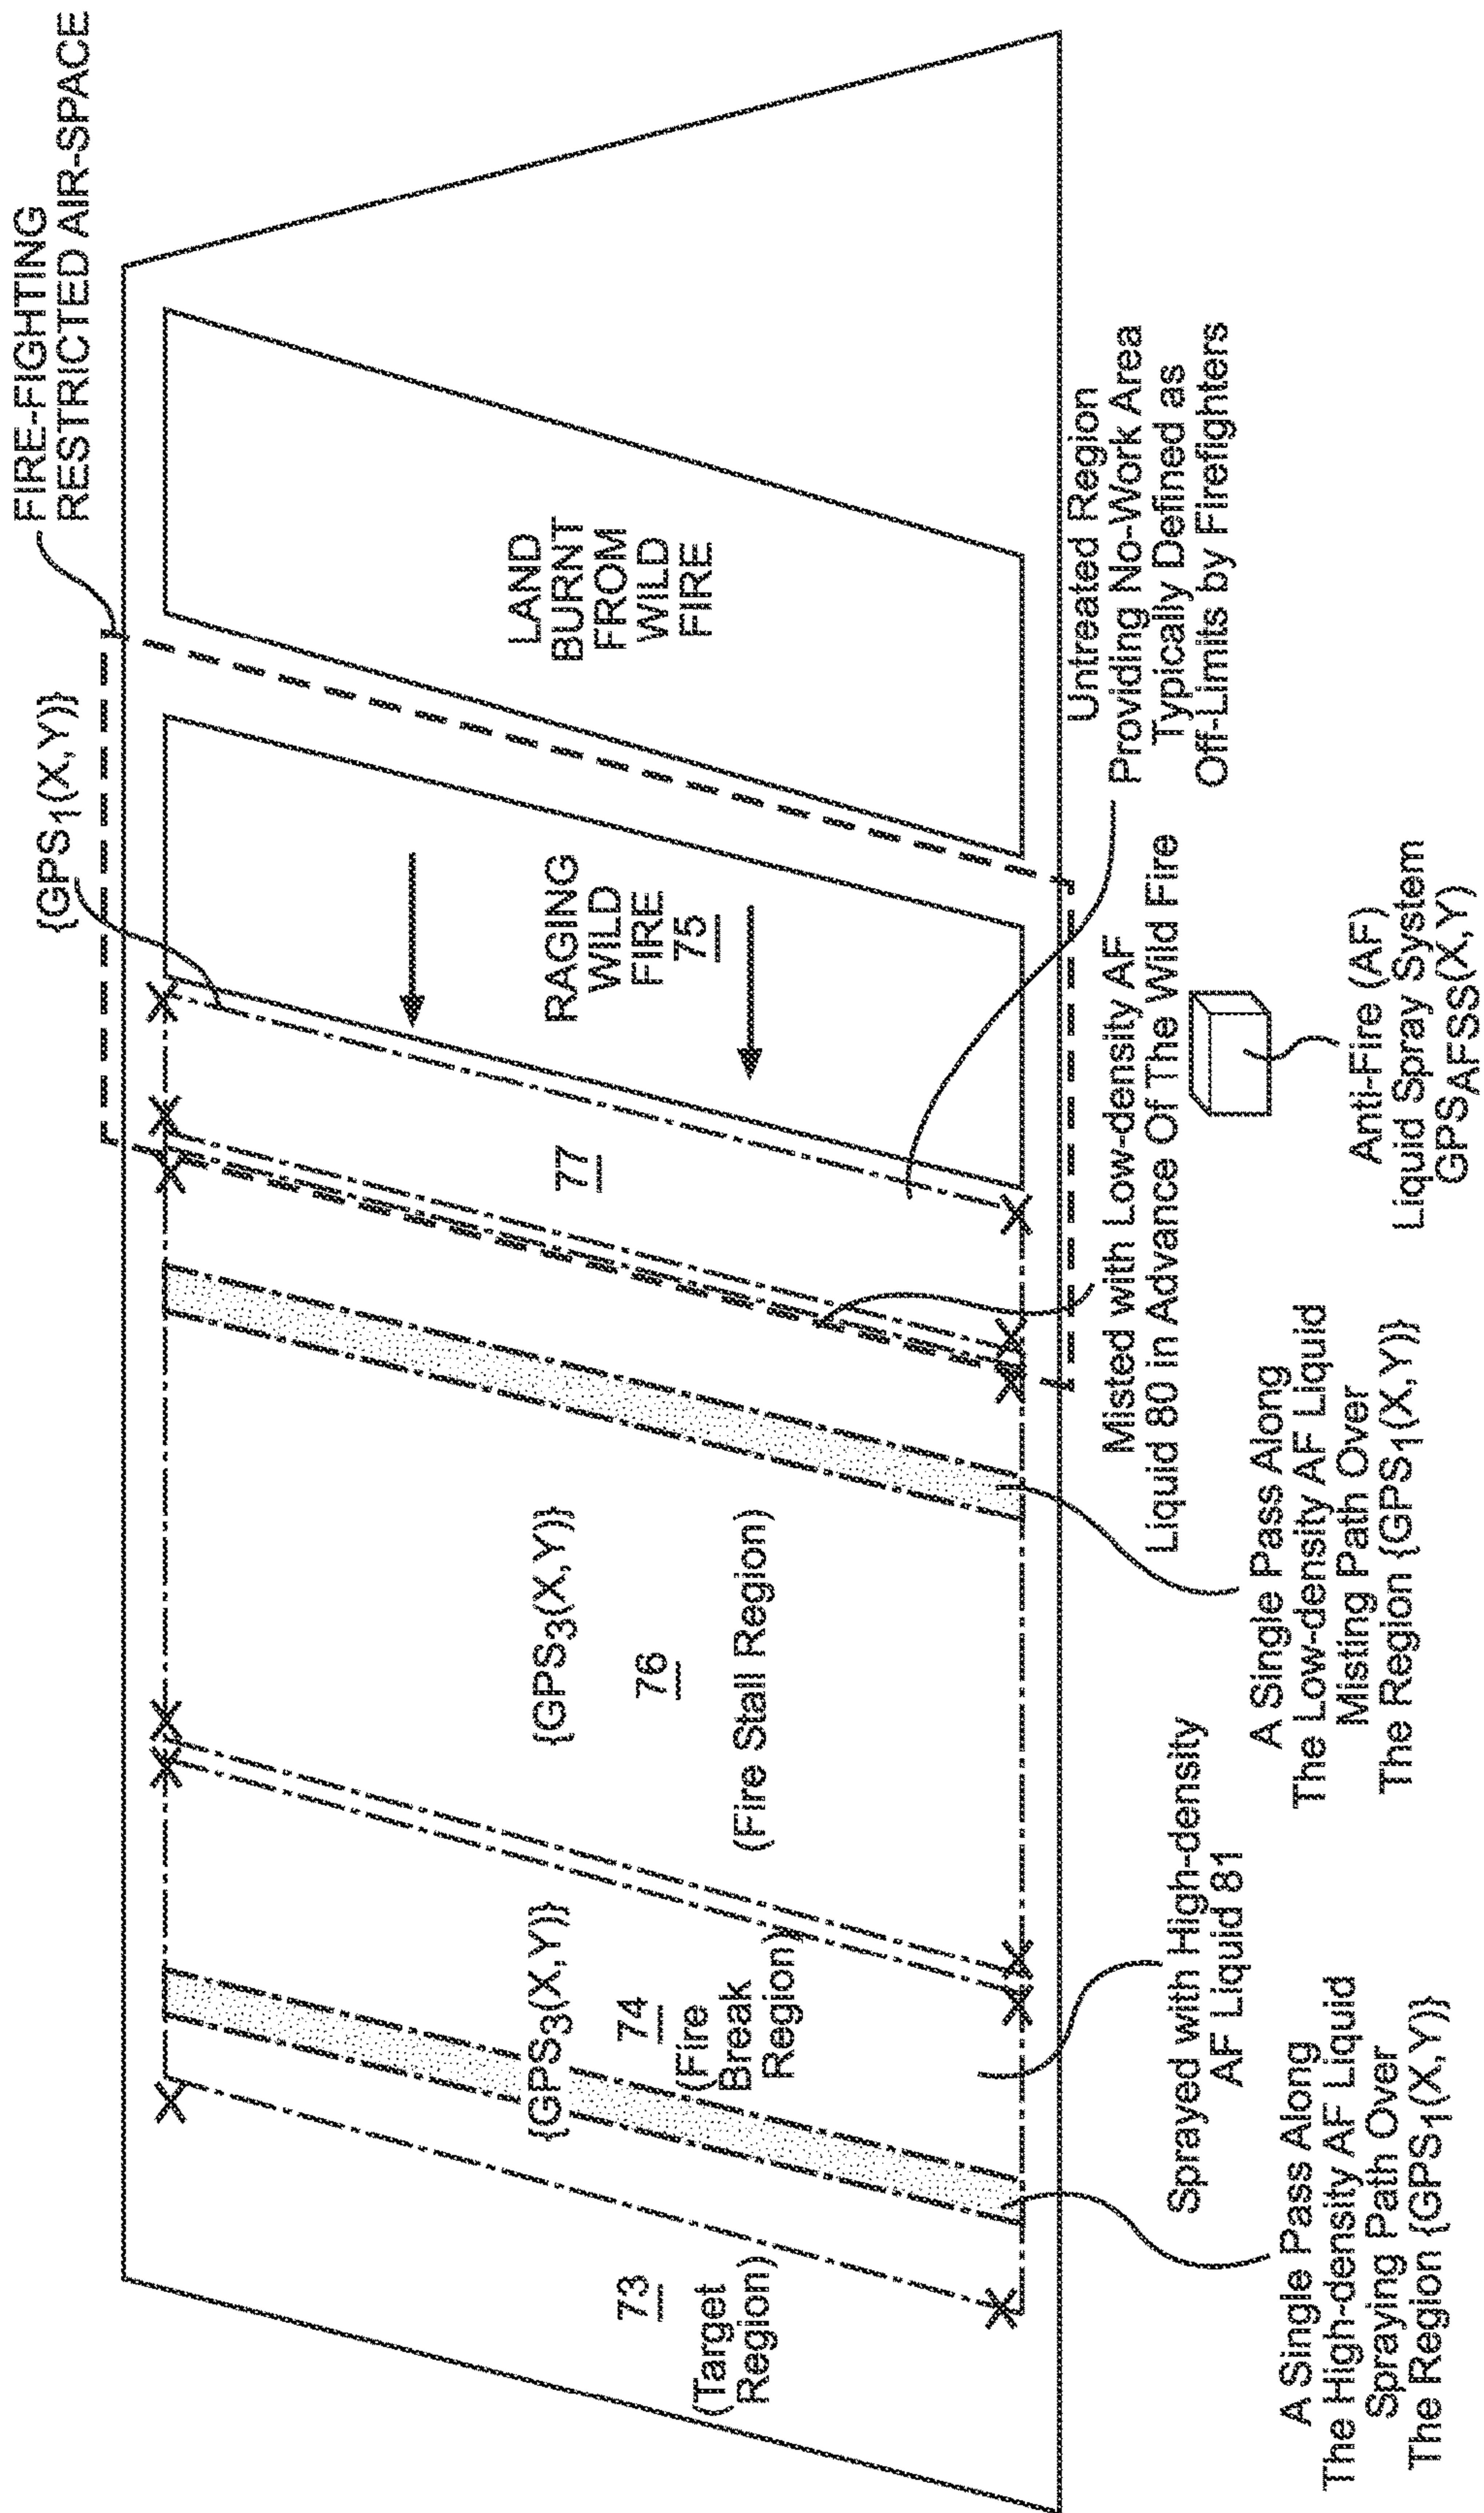 FIRE-FIGHTING
RESTRICTED AIR-SPACE
{GPS1(X,Y)}
LAND
BURNT
FROM
WILD
FIRE
RAGING
WILD
FIRE
75
77
{GPS3(X,Y)}
76
(Fire Stall Region)
{GPS3(X,Y)}
74
(Fire
Break
Region)
73
(Target
Region)
Untreated Region
Providing No-Work Area
Typically Defined as
Off-Limits by Firefighters
Misted with Low-density AF
Liquid 80 in Advance Of The Wild Fire
Anti-Fire (AF)
Liquid Spray System
GPSAFSS(X,Y)
A Single Pass Along
The Low-density AF Liquid
Misting Path Over
The Region {GPS1(X,Y)}
Sprayed with High-density
AF Liquid 81
A Single Pass Along
The High-density AF Liquid
Spraying Path Over
The Region {GPS1(X,Y)}